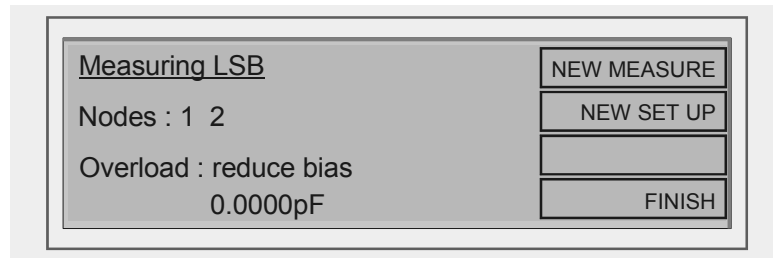 Measuring LSB
Nodes : 1 2
Overload : reduce bias
0.0000pF
NEW MEASURE
NEW SET UP
FINISH